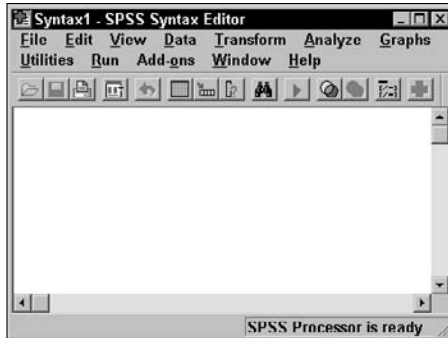 Syntax1 - SPSS Syntax Editor
File Edit View Data Transform Analyze Graphs
Utilities Run Add-ons Window Help
SPSS Processor is ready